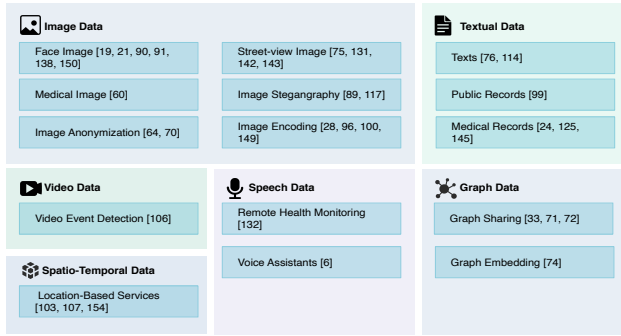 Image Data
Face Image [19, 21, 90, 91,
138, 150]
Street-view Image [75, 131,
142, 143]
Medical Image [60]
Image Stegangraphy [89, 117]
Image Anonymization [64, 70]
Image Encoding [28, 96, 100,
149]
Textual Data
Texts [76, 114]
Public Records [99]
Medical Records [24, 125,
145]
Video Data
Video Event Detection [106]
Spatio-Temporal Data
Location-Based Services
[103, 107, 154]
Speech Data
Remote Health Monitoring
[132]
Voice Assistants [6]
Graph Data
Graph Sharing [33, 71, 72]
Graph Embedding [74]